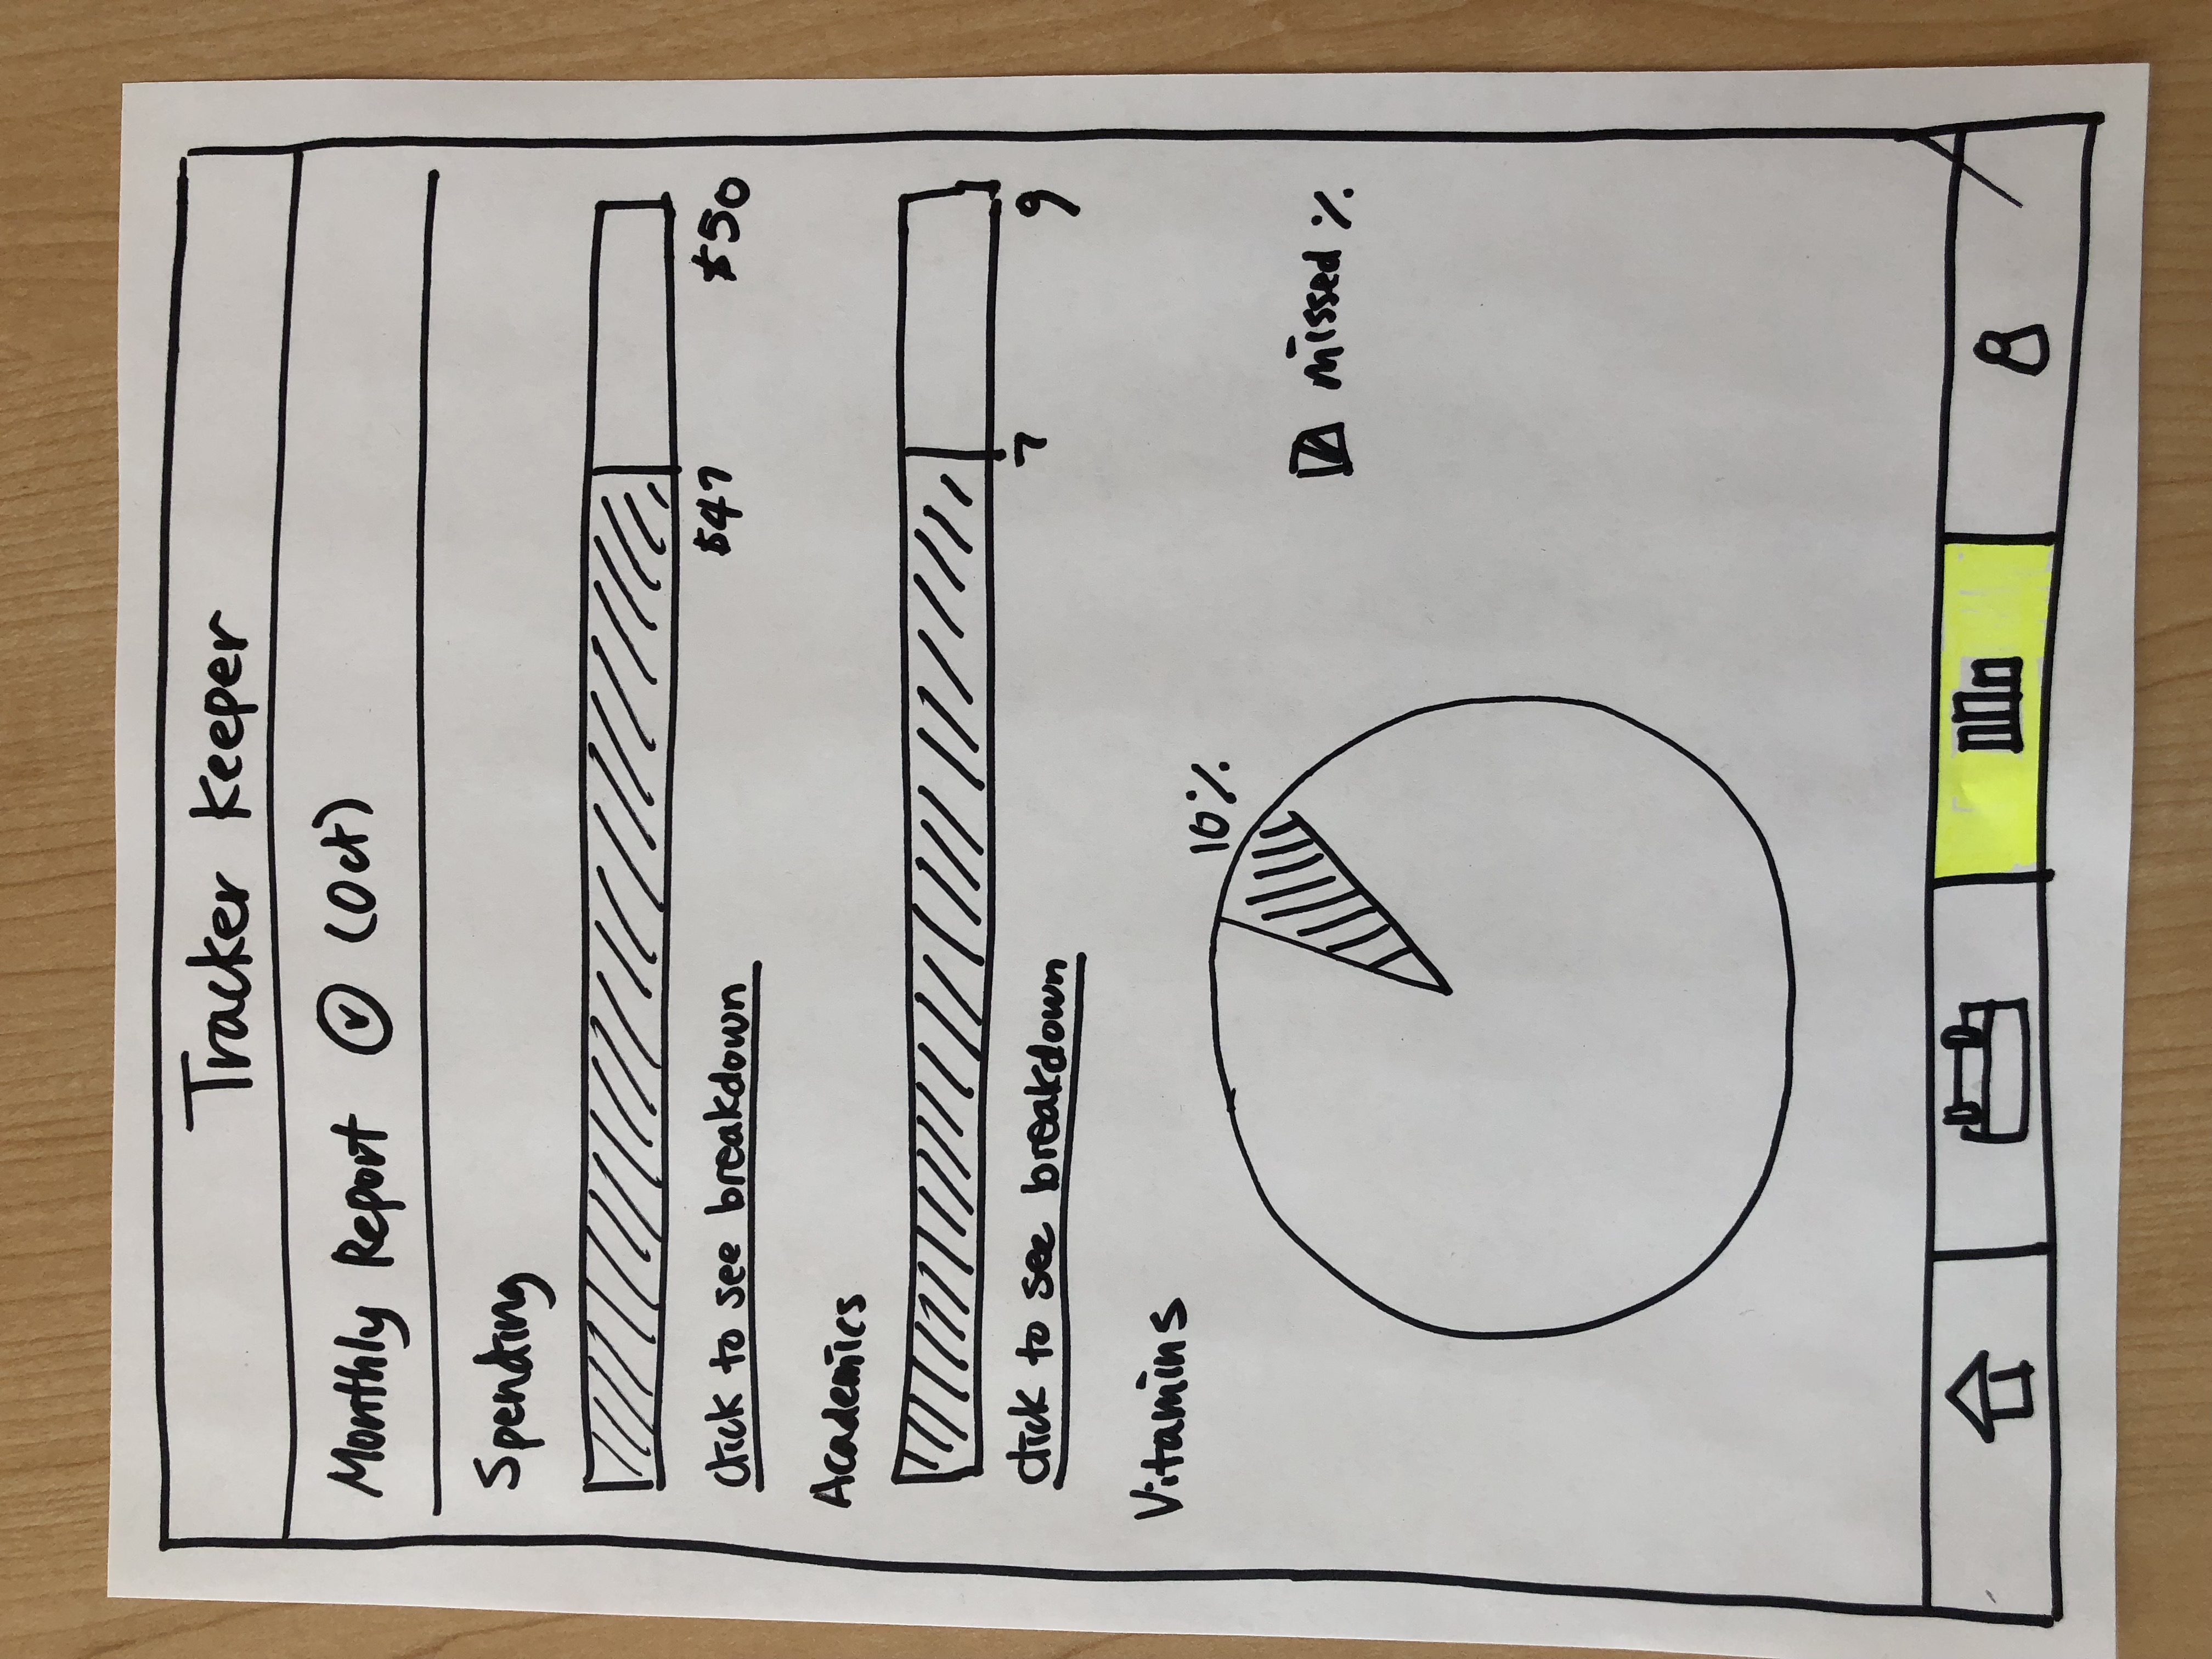 Tracker Keeper
Monthly Report (Oct)
Spending
$47 $50
click to see breakdown
Academics
7 9
click to see breakdown
Vitamins
10%
missed %